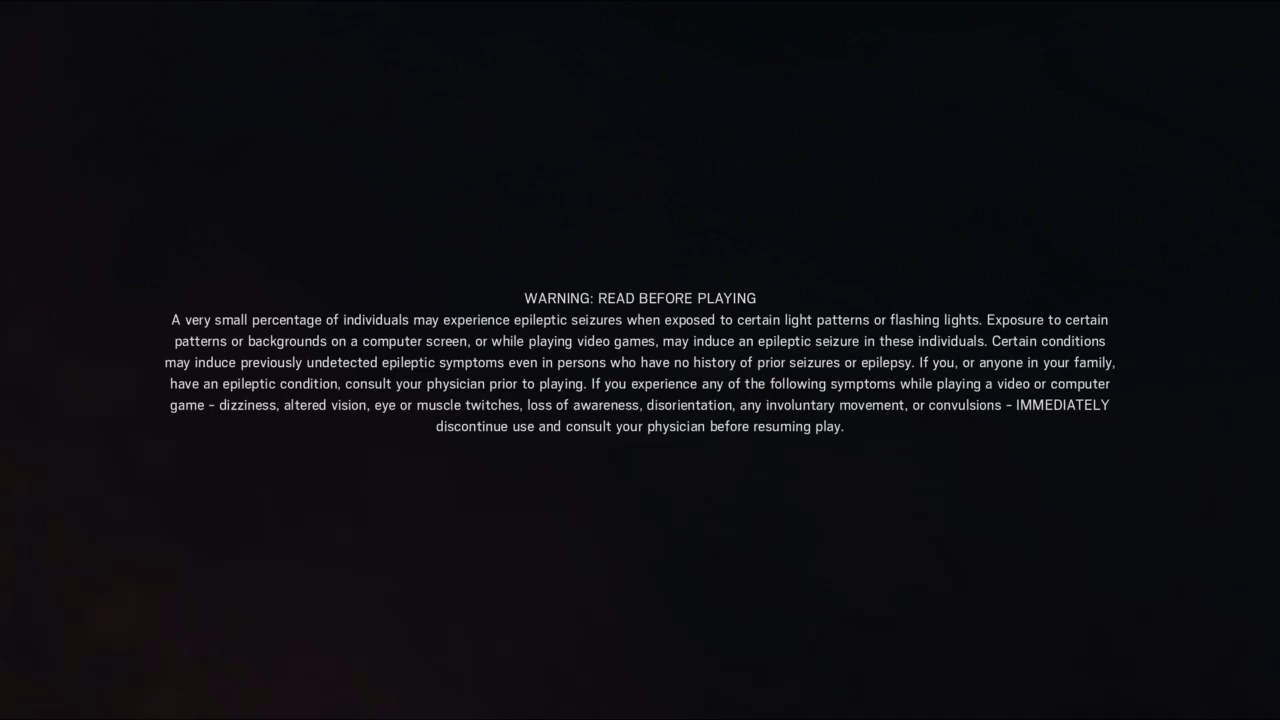 WARNING: READ BEFORE PLAYING
A very small percentage of individuals may experience epileptic seizures when exposed to certain light patterns or flashing lights. Exposure to certain
patterns or backgrounds on a computer screen, or while playing video games, may induce an epileptic seizure in these individuals. Certain conditions
may induce previously undetected epileptic symptoms even in persons who have no history of prior seizures or epilepsy. If you, or anyone in your family,
have an epileptic condition, consult your physician prior to playing. If you experience any of the following symptoms while playing a video or computer
game – dizziness, altered vision, eye or muscle twitches, loss of awareness, disorientation, any involuntary movement, or convulsions – IMMEDIATELY
discontinue use and consult your physician before resuming play.